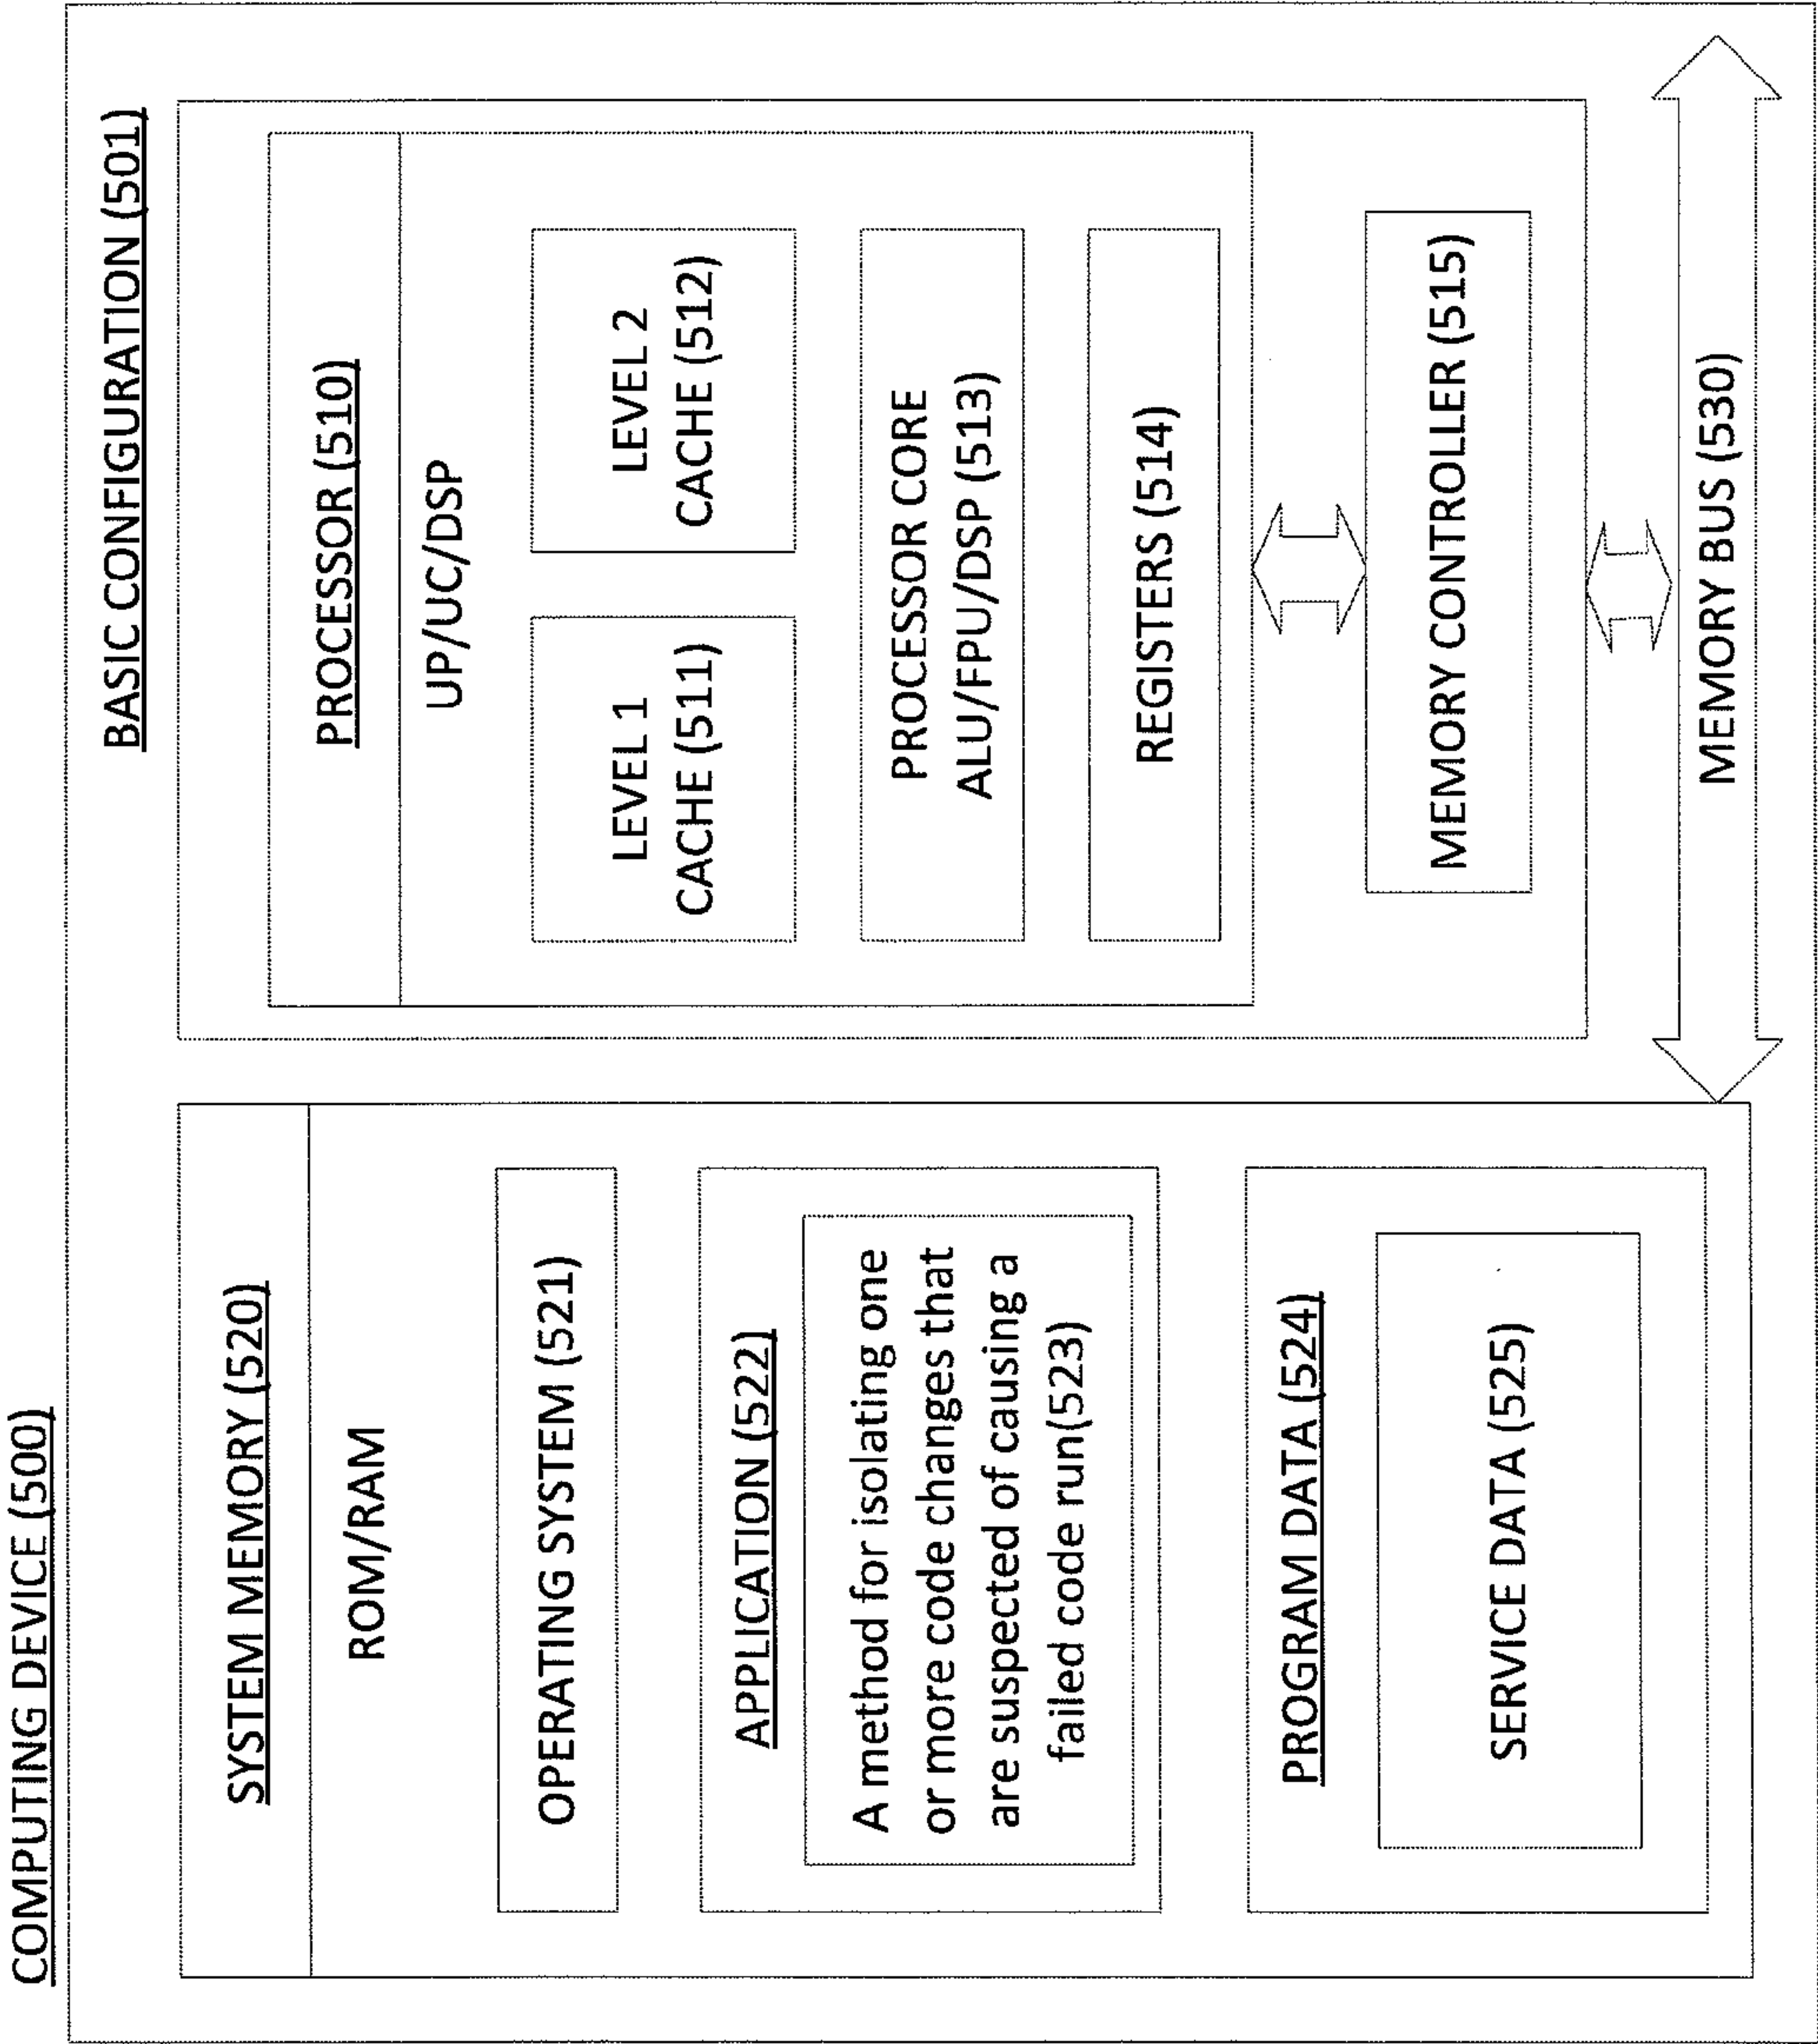 COMPUTING DEVICE (500)
SYSTEM MEMORY (520)
ROM/RAM
OPERATING SYSTEM (521)
APPLICATION (522)
A method for isolating one
or more code changes that
are suspected of causing a
failed code run(523)
PROGRAM DATA (524)
SERVICE DATA (525)
BASIC CONFIGURATION (501)
PROCESSOR (510)
UP/UC/DSP
LEVEL 1
CACHE (511)
LEVEL 2
CACHE (512)
PROCESSOR CORE
ALU/FPU/DSP (513)
REGISTERS (514)
MEMORY CONTROLLER (515)
MEMORY BUS (530)